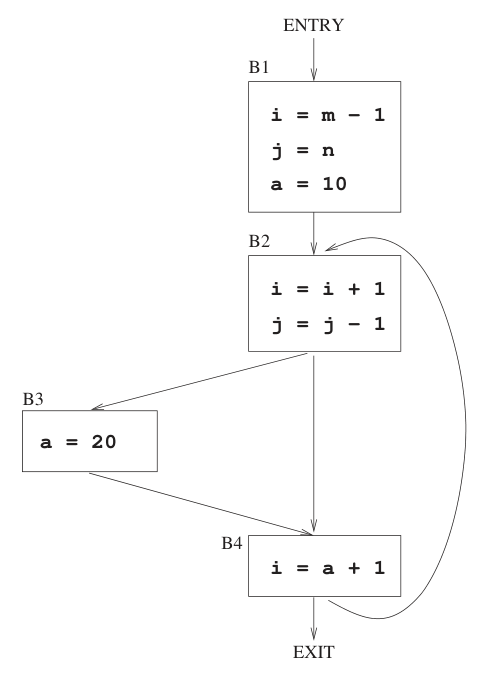 ENTRY
B1
i = m – 1
j = n
a = 10
B2
i = i + 1
j = j – 1
B3
a = 20
B4
i = a + 1
EXIT